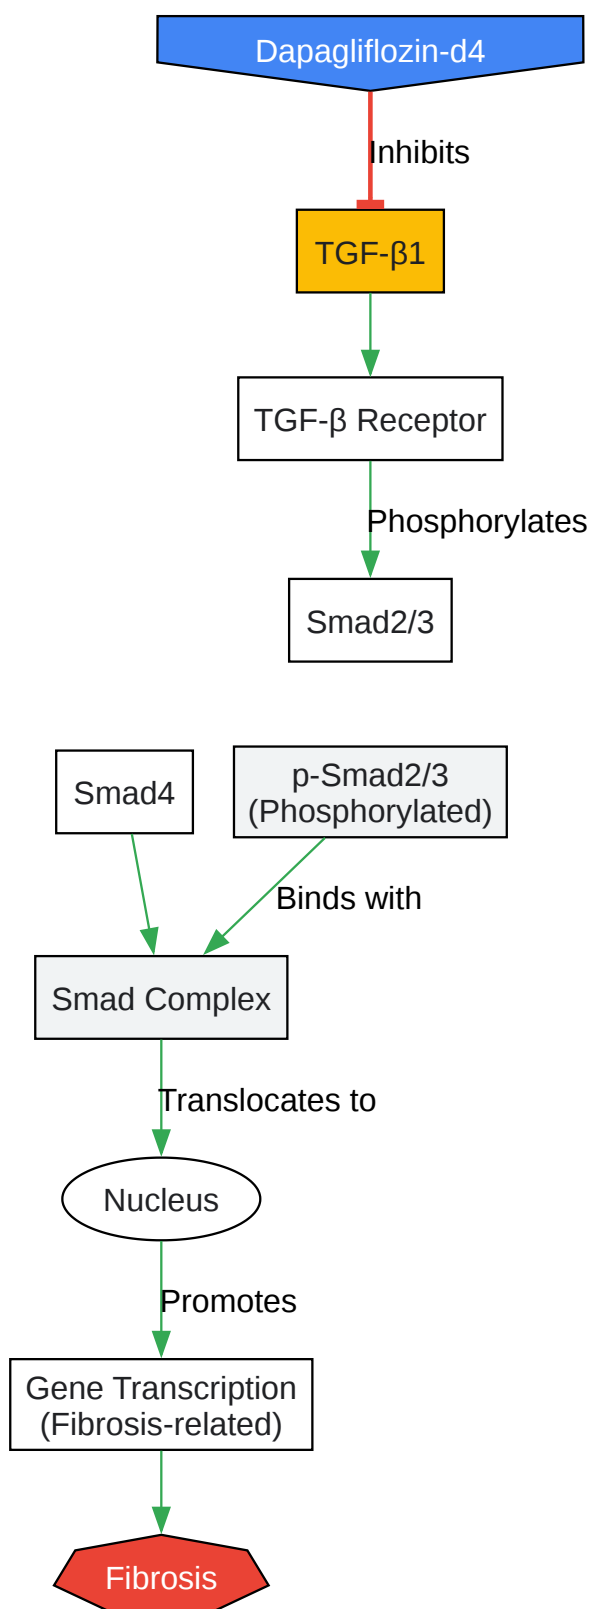 Dapagliflozin-d4
Inhibits
TGF-β1
TGF-β Receptor
Phosphorylates
Smad2/3
Smad4
p-Smad2/3
(Phosphorylated)
Binds with
Smad Complex
Translocates to
Nucleus
Promotes
Gene Transcription
(Fibrosis-related)
Fibrosis